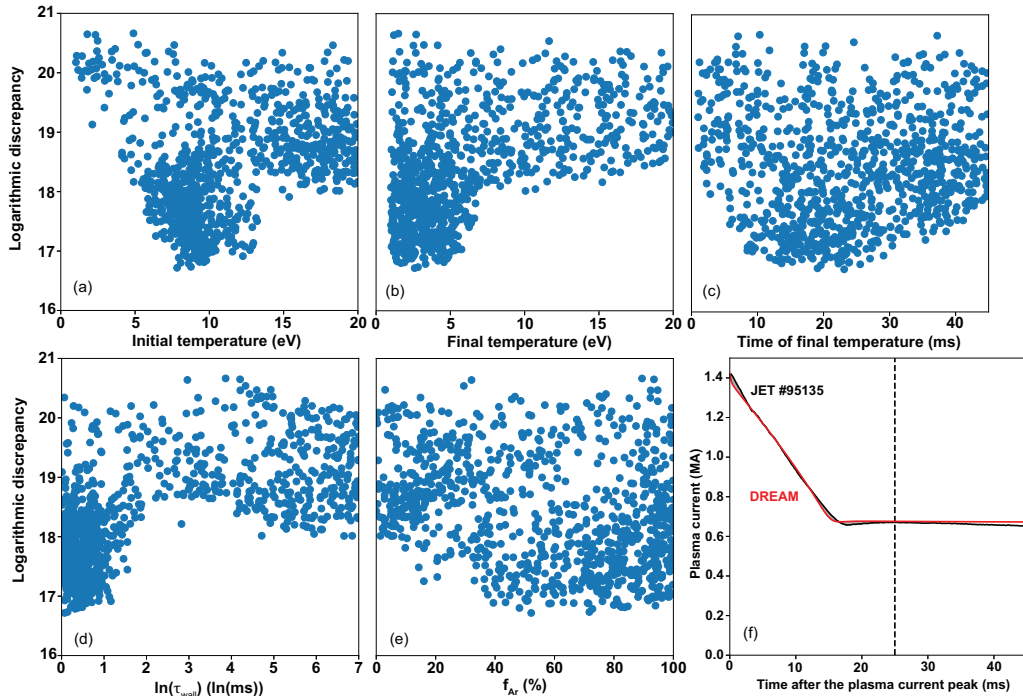 21
20
19
18
17
16
Logarithmic discrepancy
(a)
0 5 10 15 20
Initial temperature (eV)
(b)
0 5 10 15 20
Final temperature (eV)
(c)
0 10 20 30 40
Time of final temperature (ms)
21
20
19
18
17
16
Logarithmic discrepancy
(d)
0 1 2 3 4 5 6 7
ln(τwall) (ln(ms))
(e)
0 20 40 60 80 100
fAr (%)
1.4
1.2
1.0
0.8
0.6
0.4
0.2
0.0
Plasma current (MA)
JET #95135
DREAM
(f)
0 10 20 30 40
Time after the plasma current peak (ms)